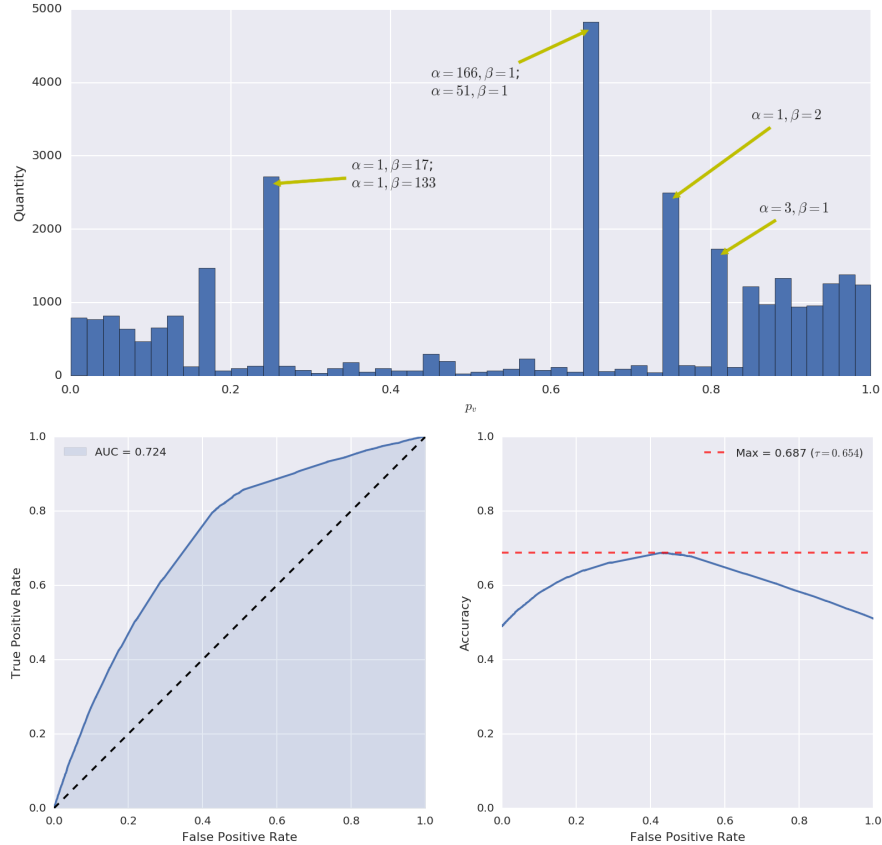 5000
4000
3000
2000
1000
0
Quantity
α=166,β=1;
α=51,β=1
α=1,β=2
α=1,β=17;
α=1,β=133
α=3,β=1
0.0 0.2 0.4 0.6 0.8 1.0
p_v
1.0
0.8
0.6
0.4
0.2
0.0
True Positive Rate
AUC = 0.724
0.0 0.2 0.4 0.6 0.8 1.0
False Positive Rate
1.0
0.8
0.6
0.4
0.2
0.0
Accuracy
Max = 0.687 (τ=0.654)
0.0 0.2 0.4 0.6 0.8 1.0
False Positive Rate